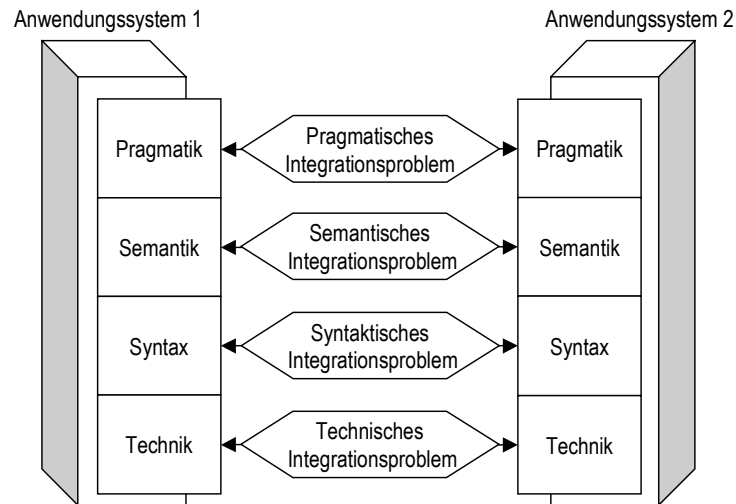 Anwendungssystem 1
Anwendungssystem 2
Pragmatik
Pragmatisches
Integrationsproblem
Pragmatik
Semantik
Semantisches
Integrationsproblem
Semantik
Syntax
Syntaktisches
Integrationsproblem
Syntax
Technik
Technisches
Integrationsproblem
Technik